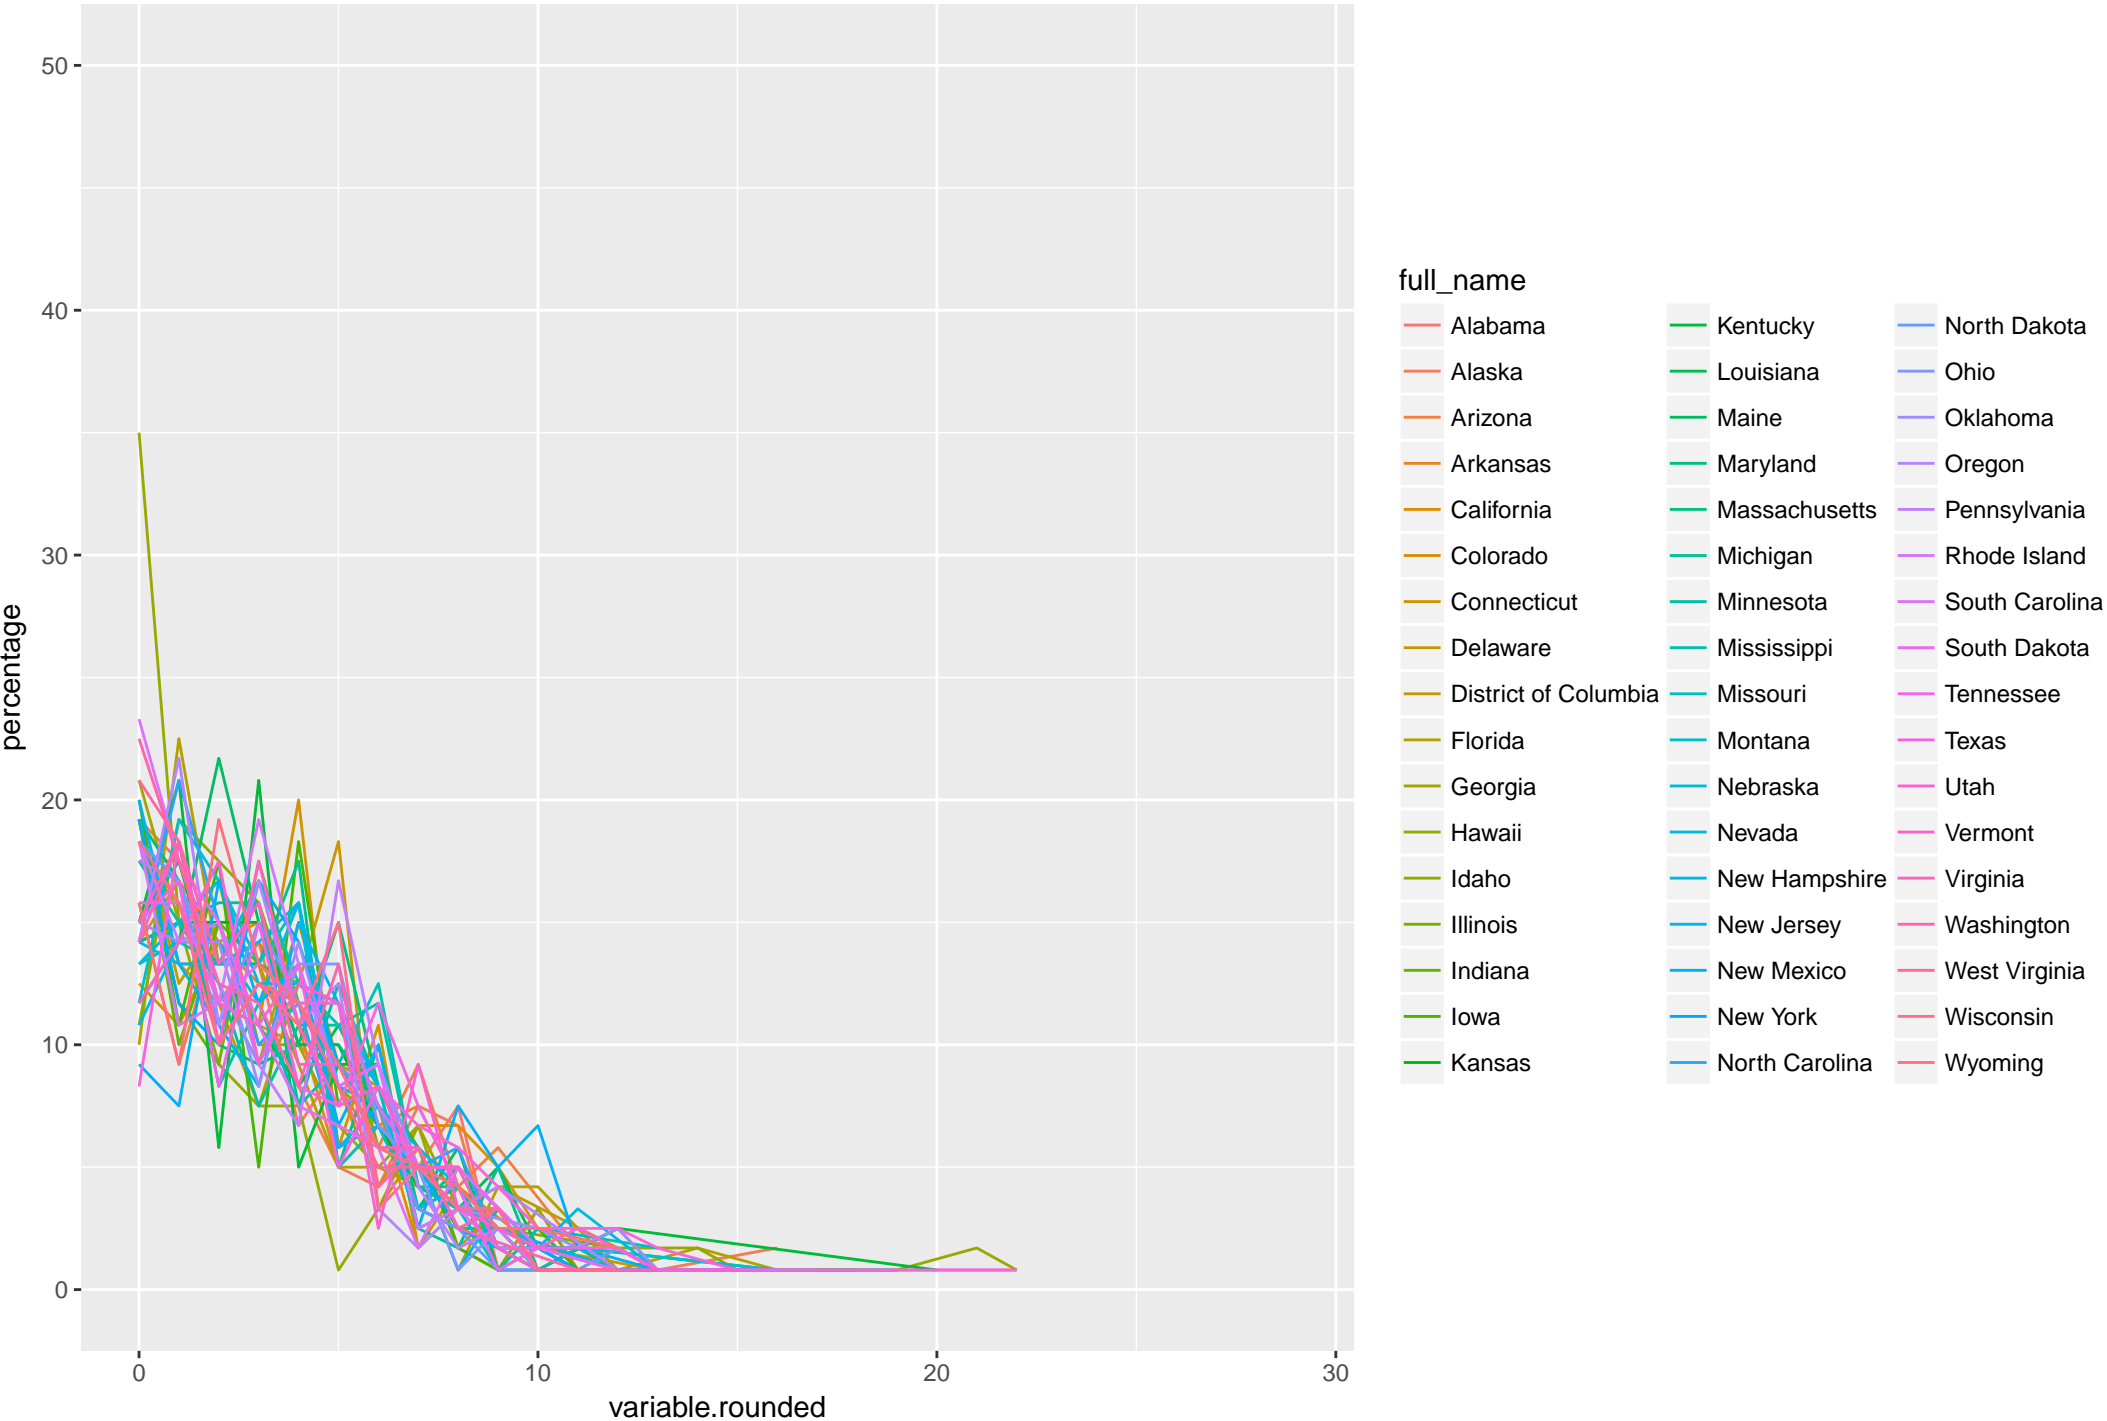 50
40
30
20
10
0
percentage
0
10
20
30
variable.rounded
full_name
Alabama
Alaska
Arizona
Arkansas
California
Colorado
Connecticut
Delaware
District of Columbia
Florida
Georgia
Hawaii
Idaho
Illinois
Indiana
Iowa
Kansas
Kentucky
Louisiana
Maine
Maryland
Massachusetts
Michigan
Minnesota
Mississippi
Missouri
Montana
Nebraska
Nevada
New Hampshire
New Jersey
New Mexico
New York
North Carolina
North Dakota
Ohio
Oklahoma
Oregon
Pennsylvania
Rhode Island
South Carolina
South Dakota
Tennessee
Texas
Utah
Vermont
Virginia
Washington
West Virginia
Wisconsin
Wyoming